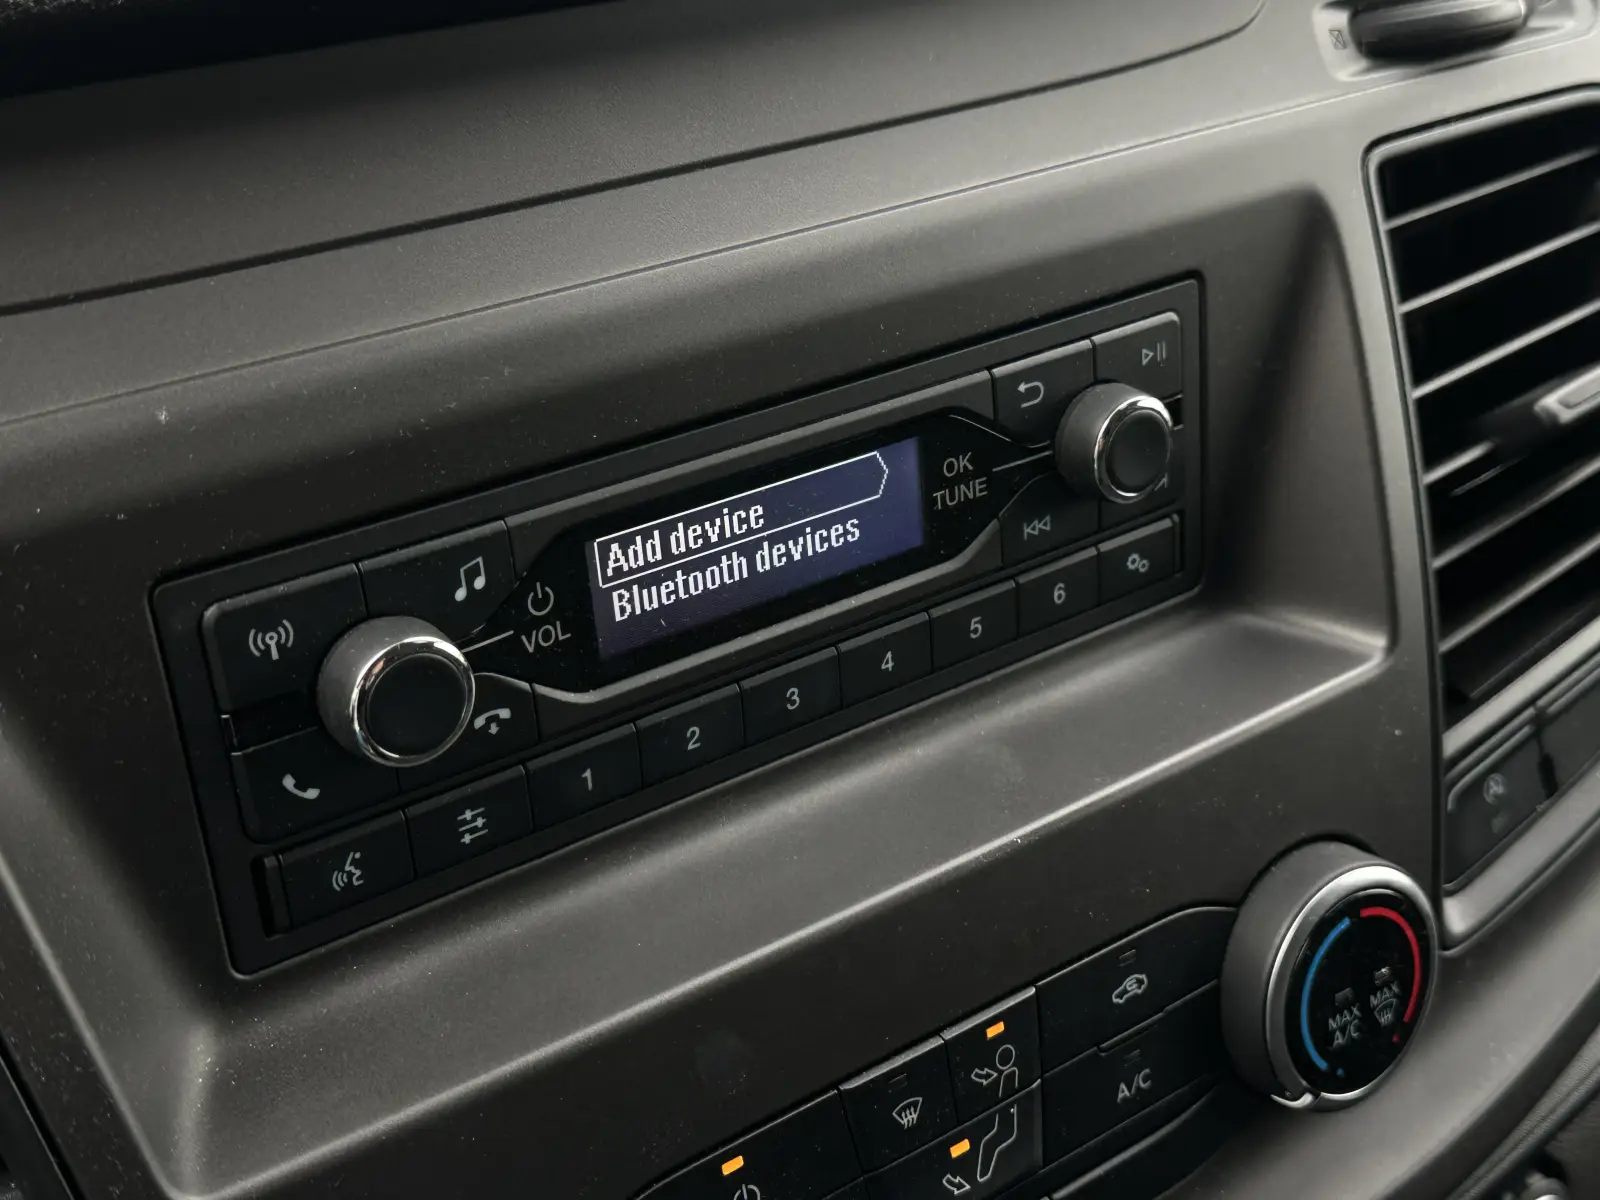 Add device
Bluetooth devices
VOL
OK
TUNE
1
2
3
4
5
6
MAX
A/C
MAX
A/C